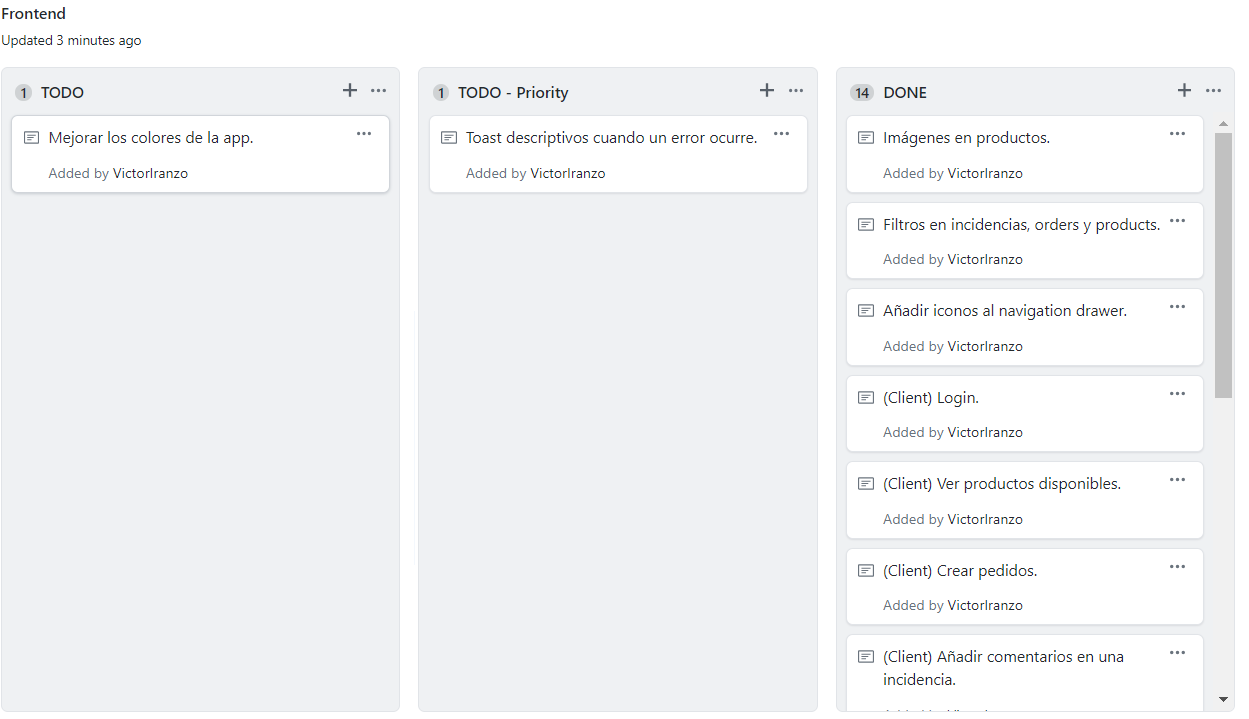 Frontend
Updated 3 minutes ago
1 TODO
Mejorar los colores de la app.
Added by VictorIranzo
1 TODO - Priority
Toast descriptivos cuando un error ocurre.
Added by VictorIranzo
14 DONE
Imágenes en productos.
Added by VictorIranzo
Filtros en incidencias, orders y products.
Added by VictorIranzo
Añadir iconos al navigation drawer.
Added by VictorIranzo
(Client) Login.
Added by VictorIranzo
(Client) Ver productos disponibles.
Added by VictorIranzo
(Client) Crear pedidos.
Added by VictorIranzo
(Client) Añadir comentarios en una
incidencia.